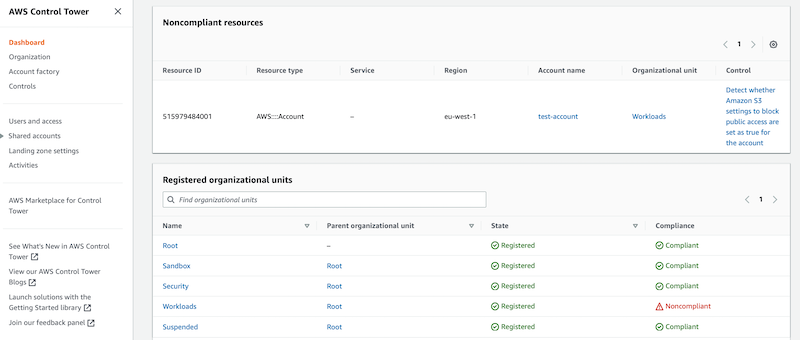 AWS Control Tower
Dashboard
Organization
Account factory
Controls
Users and access
Shared accounts
Landing zone settings
Activities
AWS Marketplace for Control
Tower
See What's New in AWS Control
Tower
View our AWS Control Tower
Blogs
Launch solutions with the
Getting Started library
Join our feedback panel
Noncompliant resources
1
Resource ID Resource type Service Region Account name Organizational unit Control
515979484001 AWS::::Account – eu-west-1 test-account Workloads Detect whether
Amazon S3
settings to block
public access are
set as true for
the account
Registered organizational units
Find organizational units
1
Name Parent organizational unit State Compliance
Root – Registered Compliant
Sandbox Root Registered Compliant
Security Root Registered Compliant
Workloads Root Registered Noncompliant
Suspended Root Registered Compliant